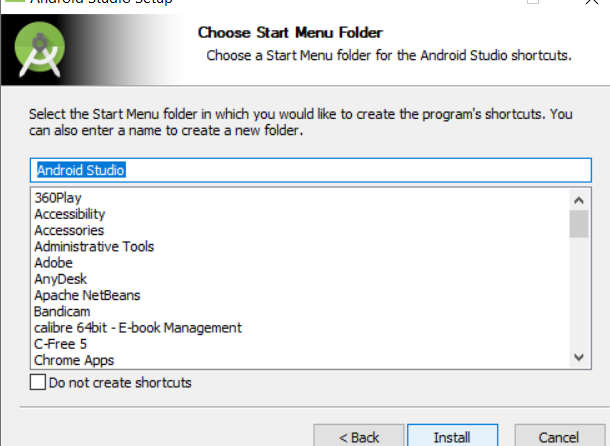 Android Studio Setup
Choose Start Menu Folder
Choose a Start Menu folder for the Android Studio shortcuts.
Select the Start Menu folder in which you would like to create the program's shortcuts. You
can also enter a name to create a new folder.
Android Studio
360Play
Accessibility
Accessories
Administrative Tools
Adobe
AnyDesk
Apache NetBeans
Bandicam
calibre 64bit - E-book Management
C-Free 5
Chrome Apps
Do not create shortcuts
< Back
Install
Cancel